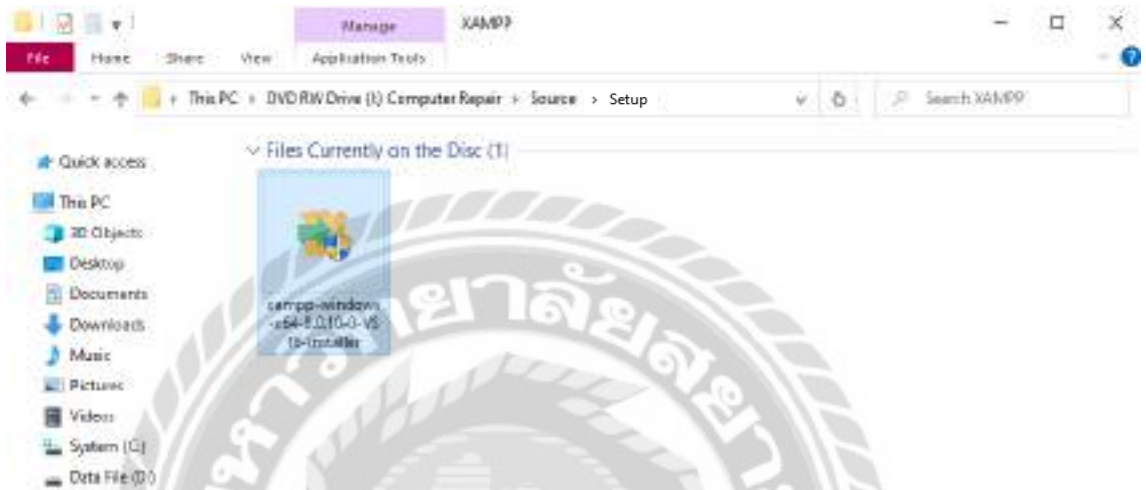 Manage
XAMPP
File
Home
Share
View
Application Tools
This PC
DVD RW Drive (I:) Computer Repair
Source
Setup
Search XAMPP
Files Currently on the Disc (1)
Quick access
This PC
3D Objects
Desktop
Documents
Downloads
Music
Pictures
Videos
System (C:)
Data File (D:)
xampp-windows
-x64-8.0.10-0-VS
16-installer